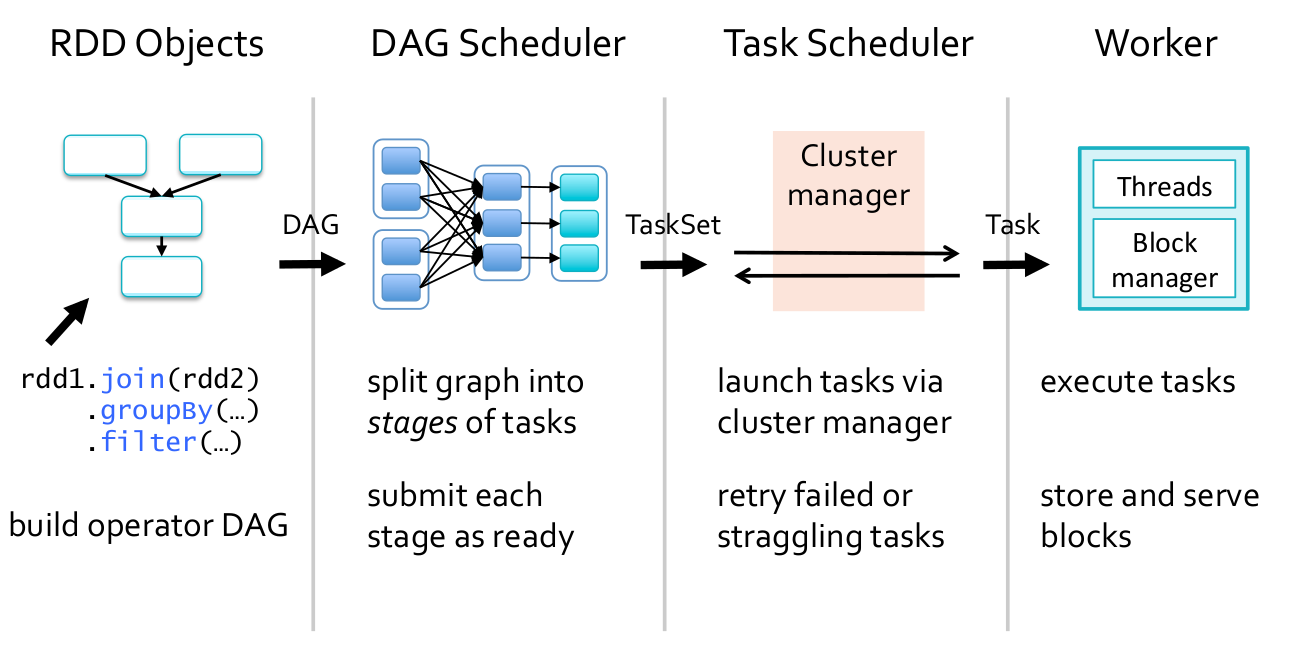 RDD Objects
DAG Scheduler
Task Scheduler
Worker
DAG
TaskSet
Cluster
manager
Task
Threads
Block
manager
rdd1.join(rdd2)
.groupBy(…)
.filter(…)
build operator DAG
split graph into
stages of tasks
submit each
stage as ready
launch tasks via
cluster manager
retry failed or
straggling tasks
execute tasks
store and serve
blocks